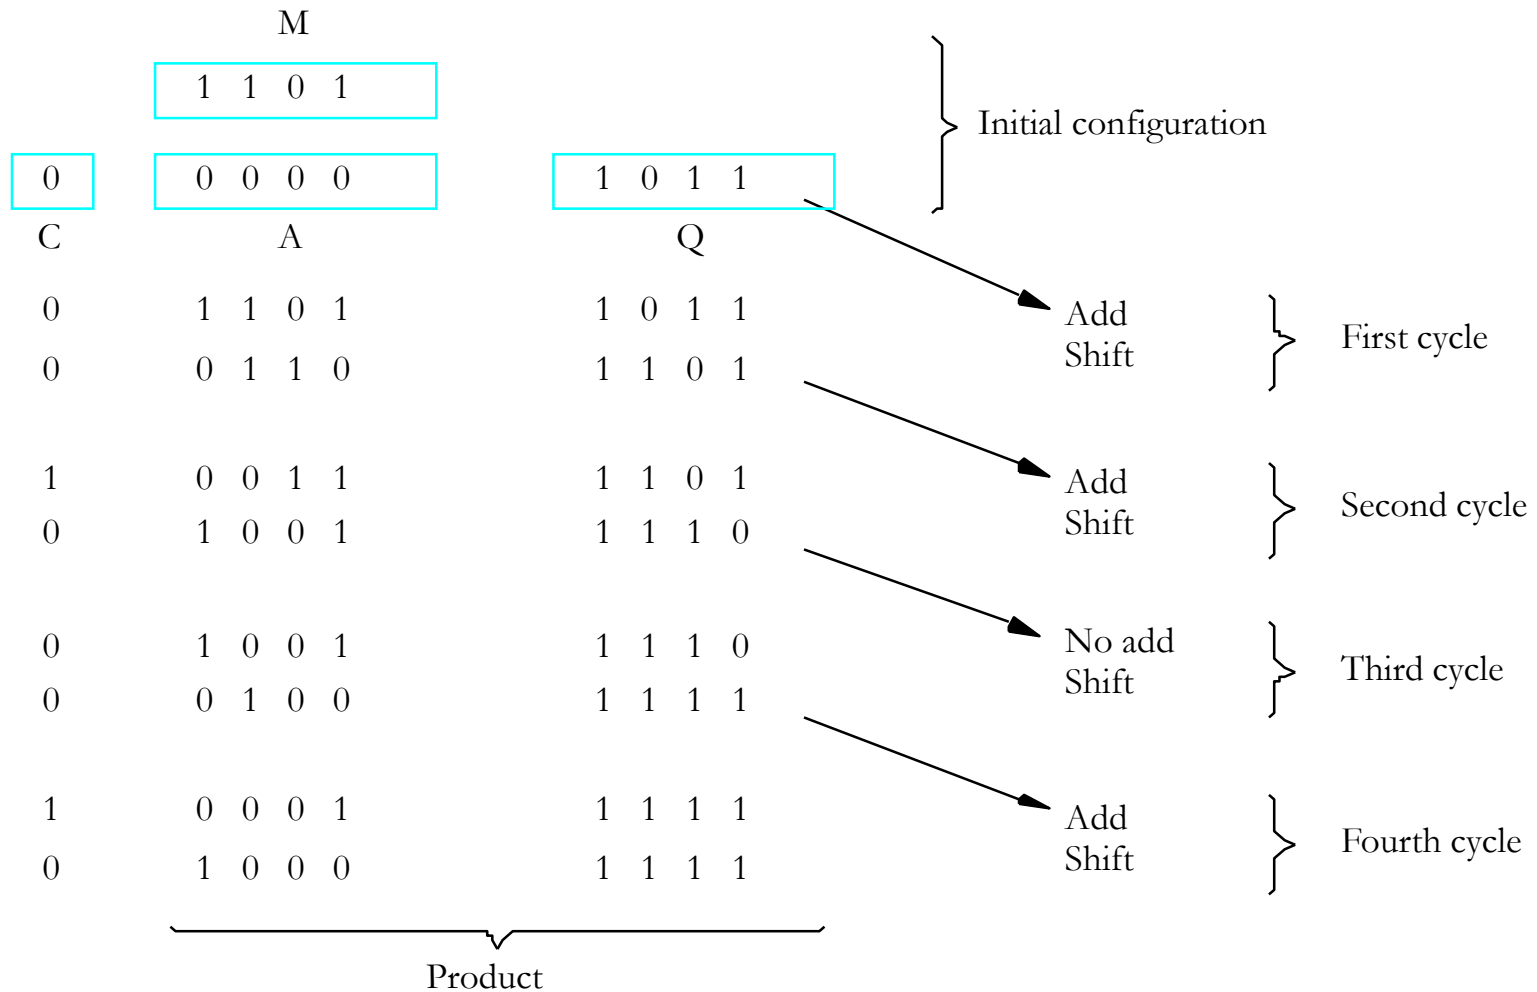 M
1 1 0 1
Initial configuration
0 0 0 0 0 1 0 1 1
C A Q
0 1 1 0 1 1 0 1 1 Add
First cycle
0 0 1 1 0 1 1 0 1 Shift
1 0 0 1 1 1 1 0 1 Add
Second cycle
0 1 0 0 1 1 1 1 0 Shift
0 1 0 0 1 1 1 1 0 No add
Third cycle
0 0 1 0 0 1 1 1 1 Shift
1 0 0 0 1 1 1 1 1 Add
Fourth cycle
0 1 0 0 0 1 1 1 1 Shift
Product